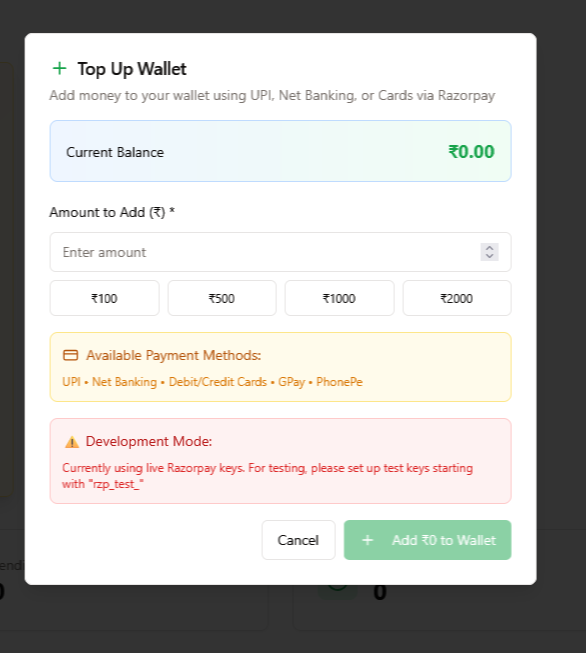 Top Up Wallet
Add money to your wallet using UPI, Net Banking, or Cards via Razorpay
Current Balance ₹0.00
Amount to Add (₹) *
Enter amount
₹100 ₹500 ₹1000 ₹2000
Available Payment Methods:
UPI • Net Banking • Debit/Credit Cards • GPay • PhonePe
Development Mode:
Currently using live Razorpay keys. For testing, please set up test keys starting
with "rzp_test_"
Cancel + Add ₹0 to Wallet
0